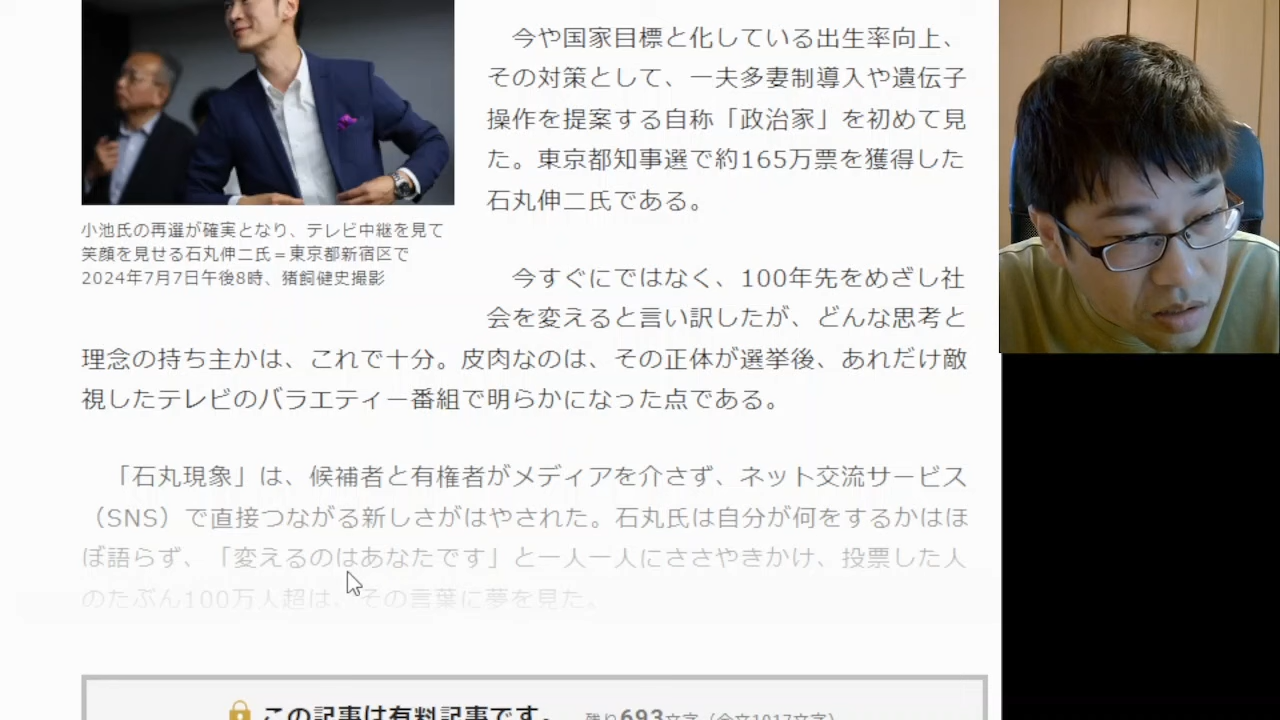 今や国家目標と化している出生率向上、
その対策として、一夫多妻制導入や遺伝子
操作を提案する自称「政治家」を初めて見
た。東京都知事選で約165万票を獲得した
石丸伸二氏である。
小池氏の再選が確実となり、テレビ中継を見て
笑顔を見せる石丸伸二氏＝東京都新宿区で
2024年7月7日午後8時、猪飼健史撮影
今すぐにではなく、100年先をめざし社
会を変えると言い訳したが、どんな思考と
理念の持ち主かは、これで十分。皮肉なのは、その正体が選挙後、あれだけ敵
視したテレビのバラエティー番組で明らかになった点である。
「石丸現象」は、候補者と有権者がメディアを介さず、ネット交流サービス
（SNS）で直接つながる新しさがはやされた。石丸氏は自分が何をするかはほ
ぼ語らず、「変えるのはあなたです」と一人一人にささやきかけ、投票した人
のたぶん100万人超は、その言葉に夢を見た。
この記事は有料記事です。 残り693文字（全文1017文字）